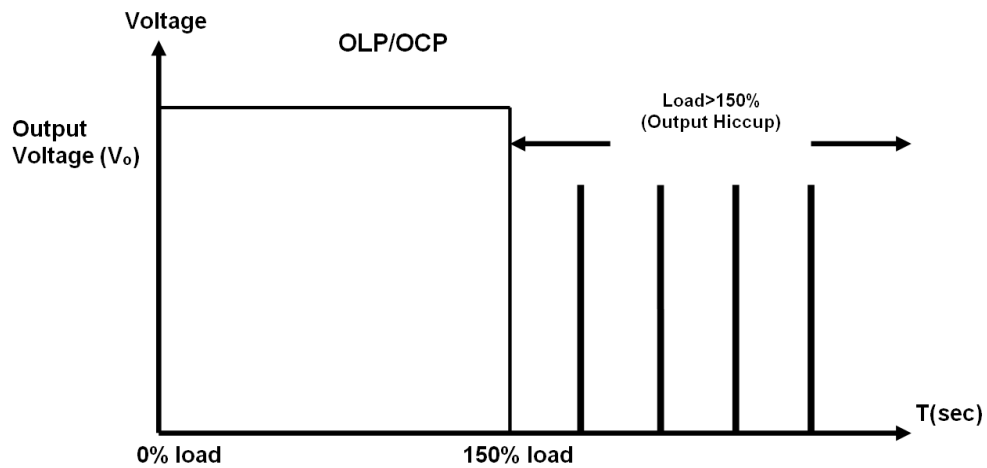 Voltage
OLP/OCP
Load>150%
(Output Hiccup)
Output
Voltage (Vₒ)
T(sec)
0% load
150% load